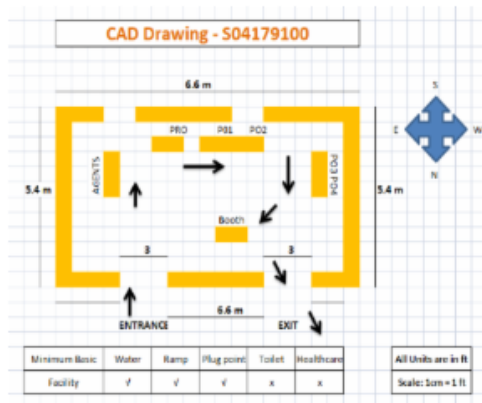 CAD Drawing - S04179100
6.6 m
S
PRO PO1 PO2
E W
AGENTS
PO3 PO4
N
5.4 m
5.4 m
Booth
3
3
6.6 m
ENTRANCE EXIT
Minimum Basic Water Ramp Plug point Toilet Healthcare
Facility √ √ √ x x
All Units are in ft
Scale: 1cm = 1 ft